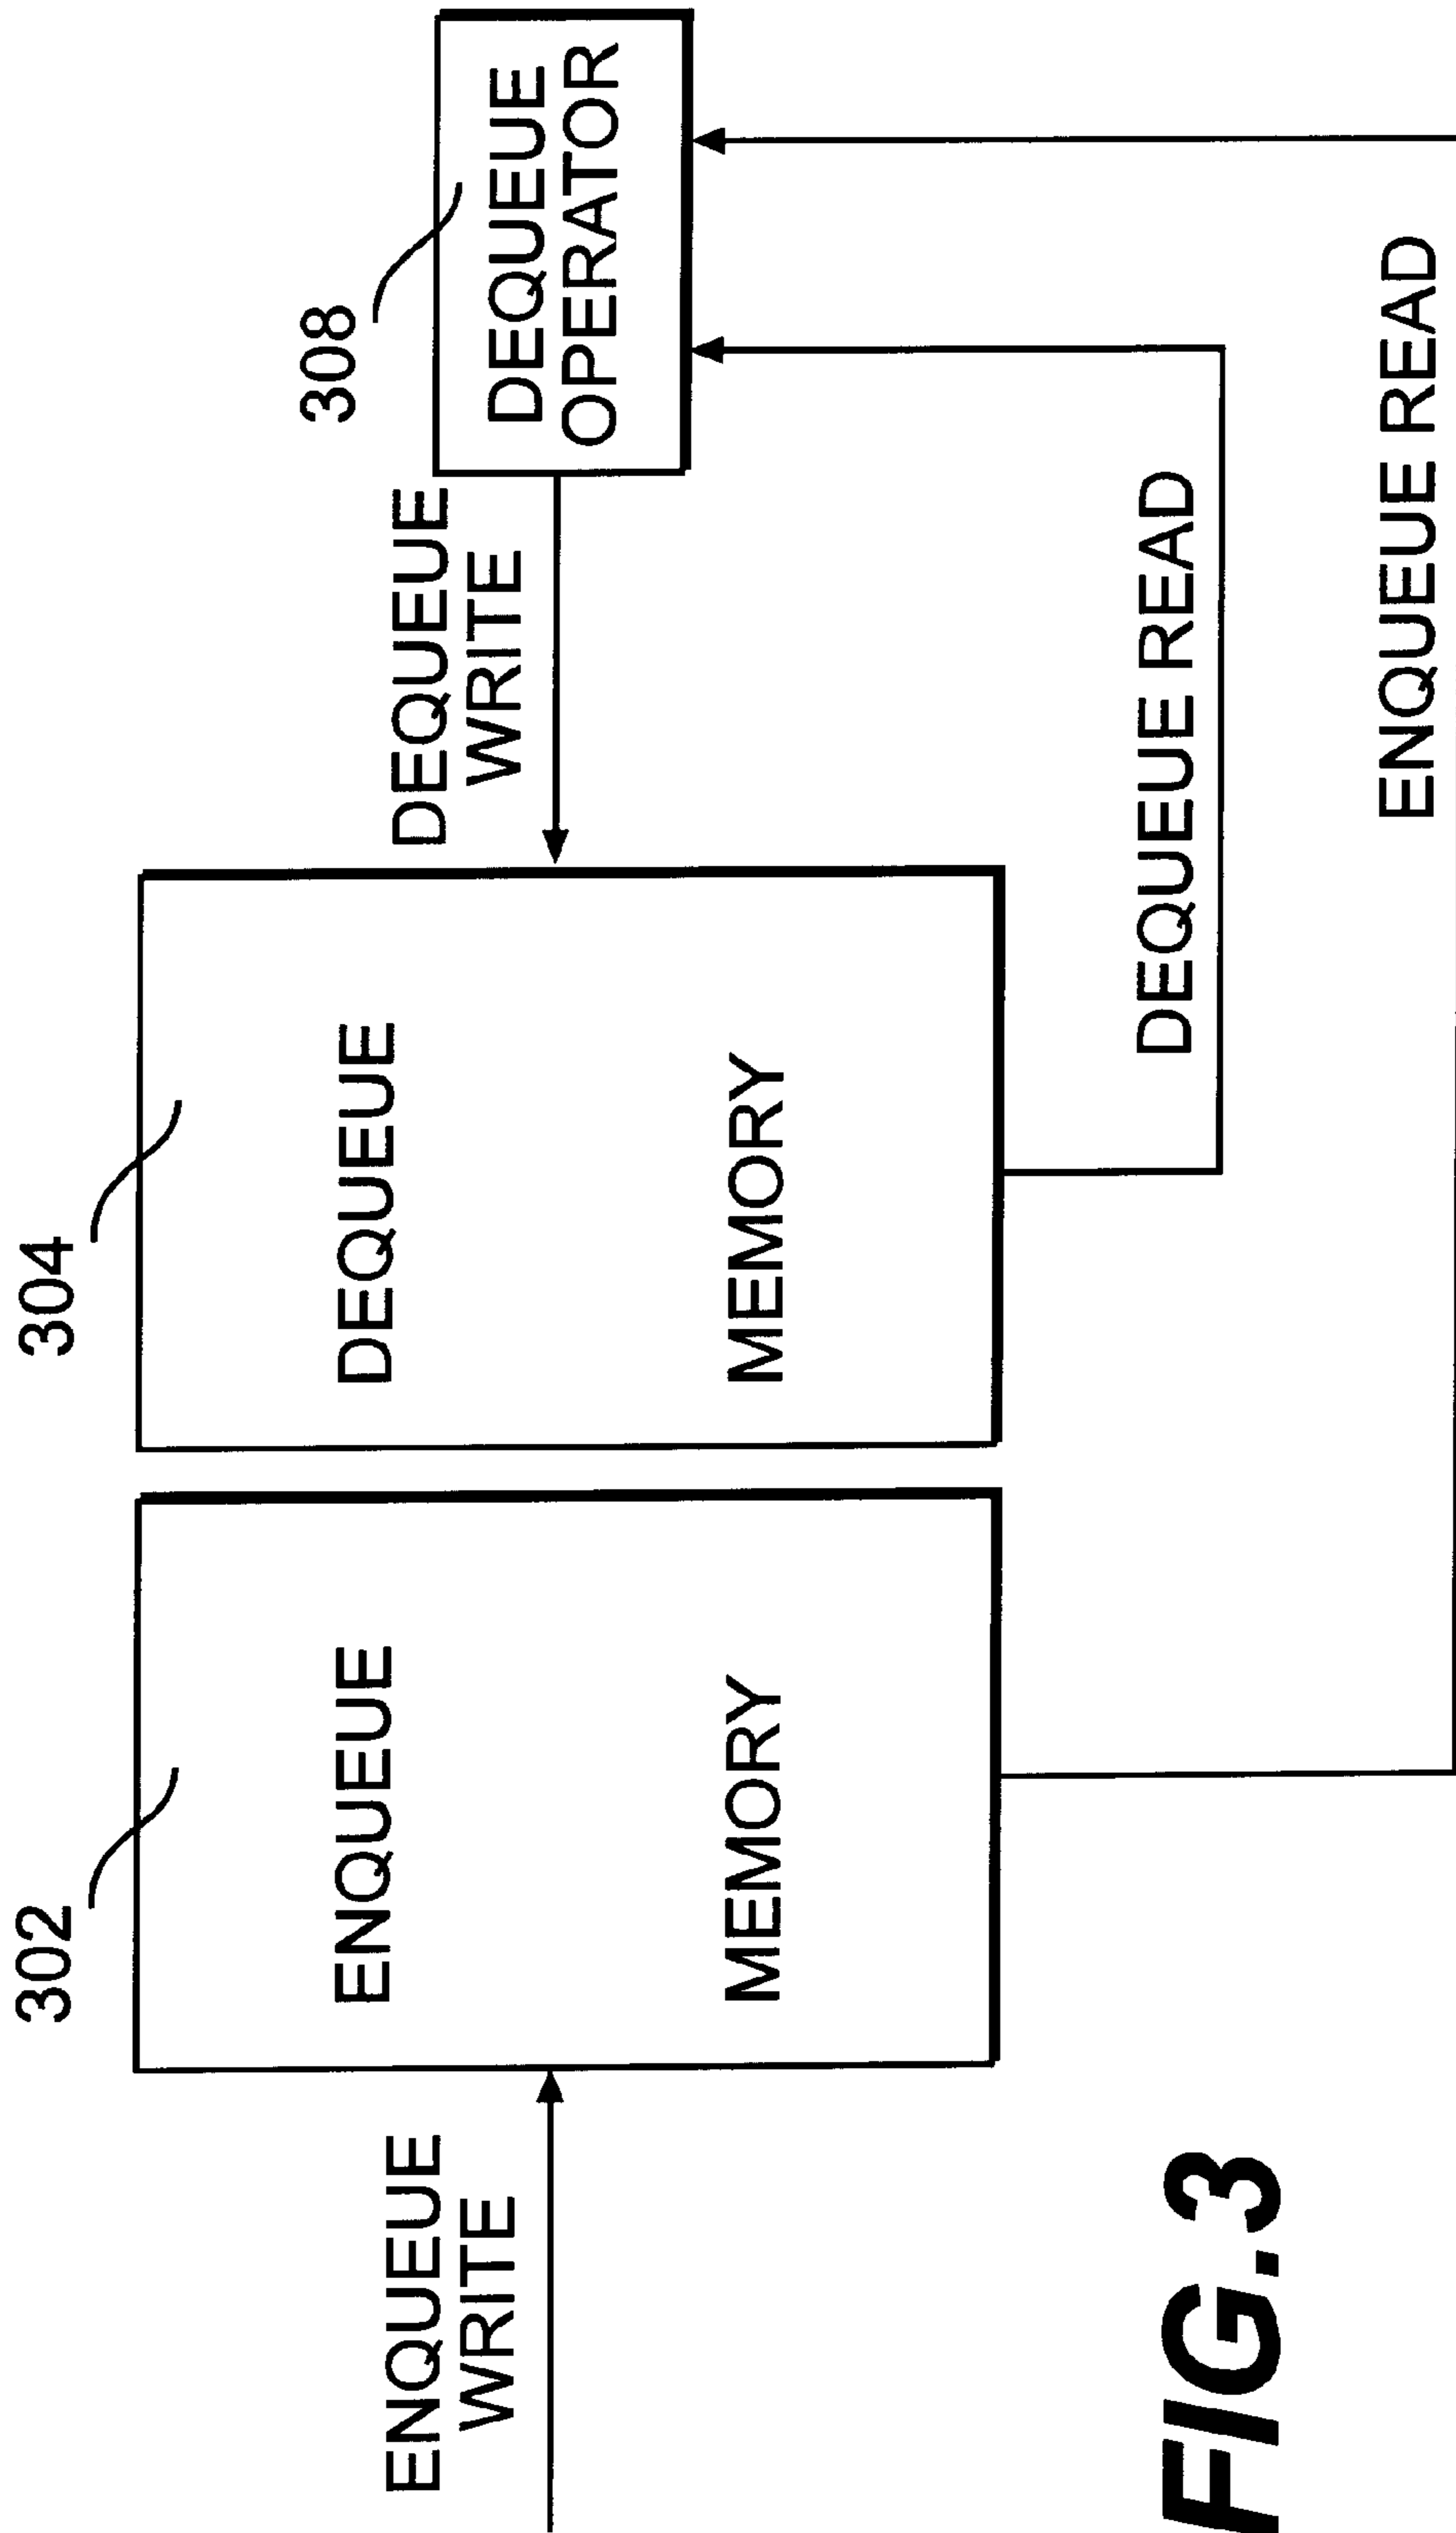 302
304
308
ENQUEUE
WRITE
ENQUEUE
MEMORY
DEQUEUE
MEMORY
DEQUEUE
WRITE
DEQUEUE
OPERATOR
DEQUEUE READ
ENQUEUE READ
FIG.3